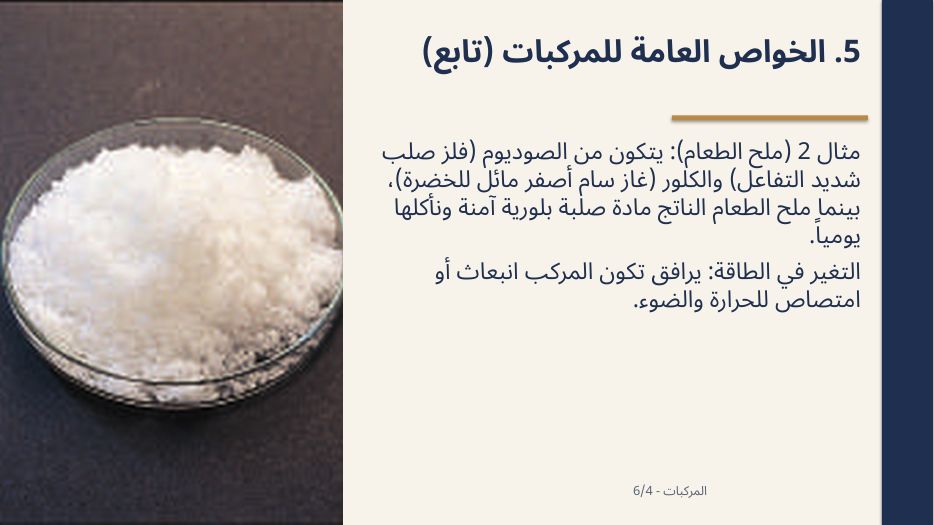 5. الخواص العامة للمركبات (تابع)
مثال 2 (ملح الطعام): يتكون من الصوديوم (فلز صلب
شديد التفاعل) والكلور (غاز سام أصفر مائل للخضرة)،
بينما ملح الطعام الناتج مادة صلبة بلورية آمنة ونأكلها
يومياً.
التغير في الطاقة: يرافق تكون المركب انبعاث أو
امتصاص للحرارة والضوء.
المركبات - 6/4